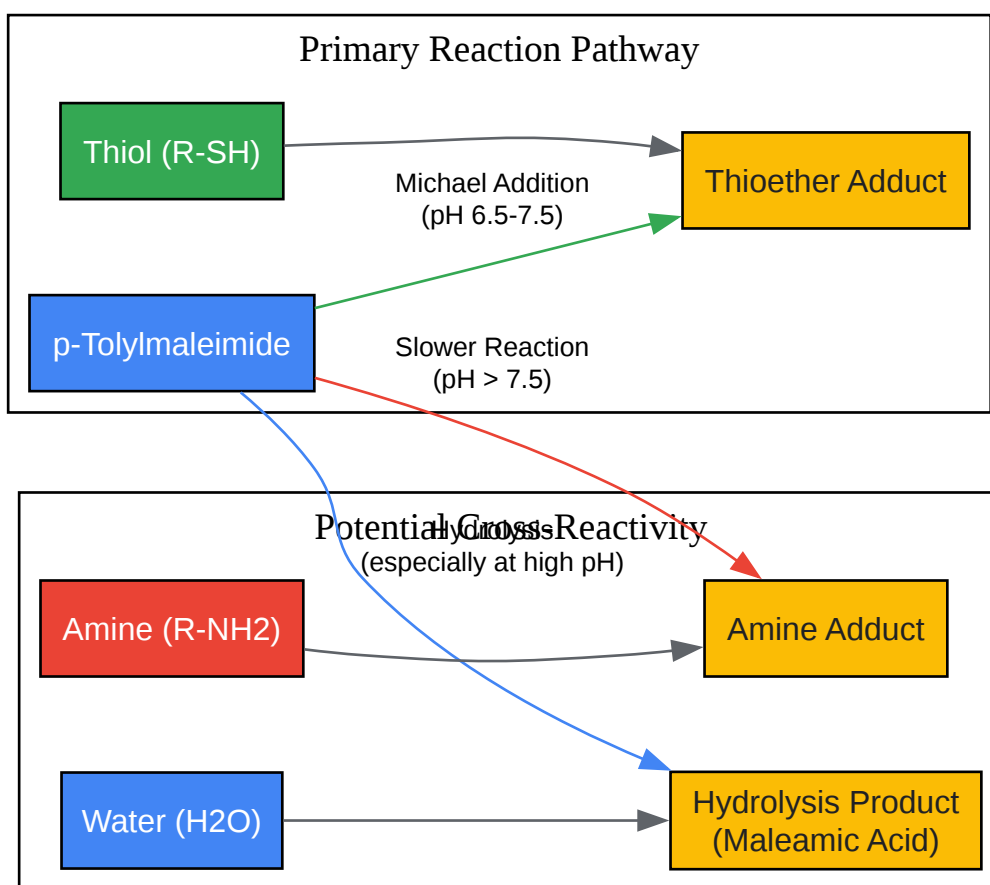 Primary Reaction Pathway
Thiol (R-SH)
Thioether Adduct
Michael Addition
(pH 6.5-7.5)
p-Tolylmaleimide
Slower Reaction
(pH > 7.5)
Potential Cross-Reactivity
Hydrolysis
(especially at high pH)
Amine (R-NH2)
Amine Adduct
Water (H2O)
Hydrolysis Product
(Maleamic Acid)